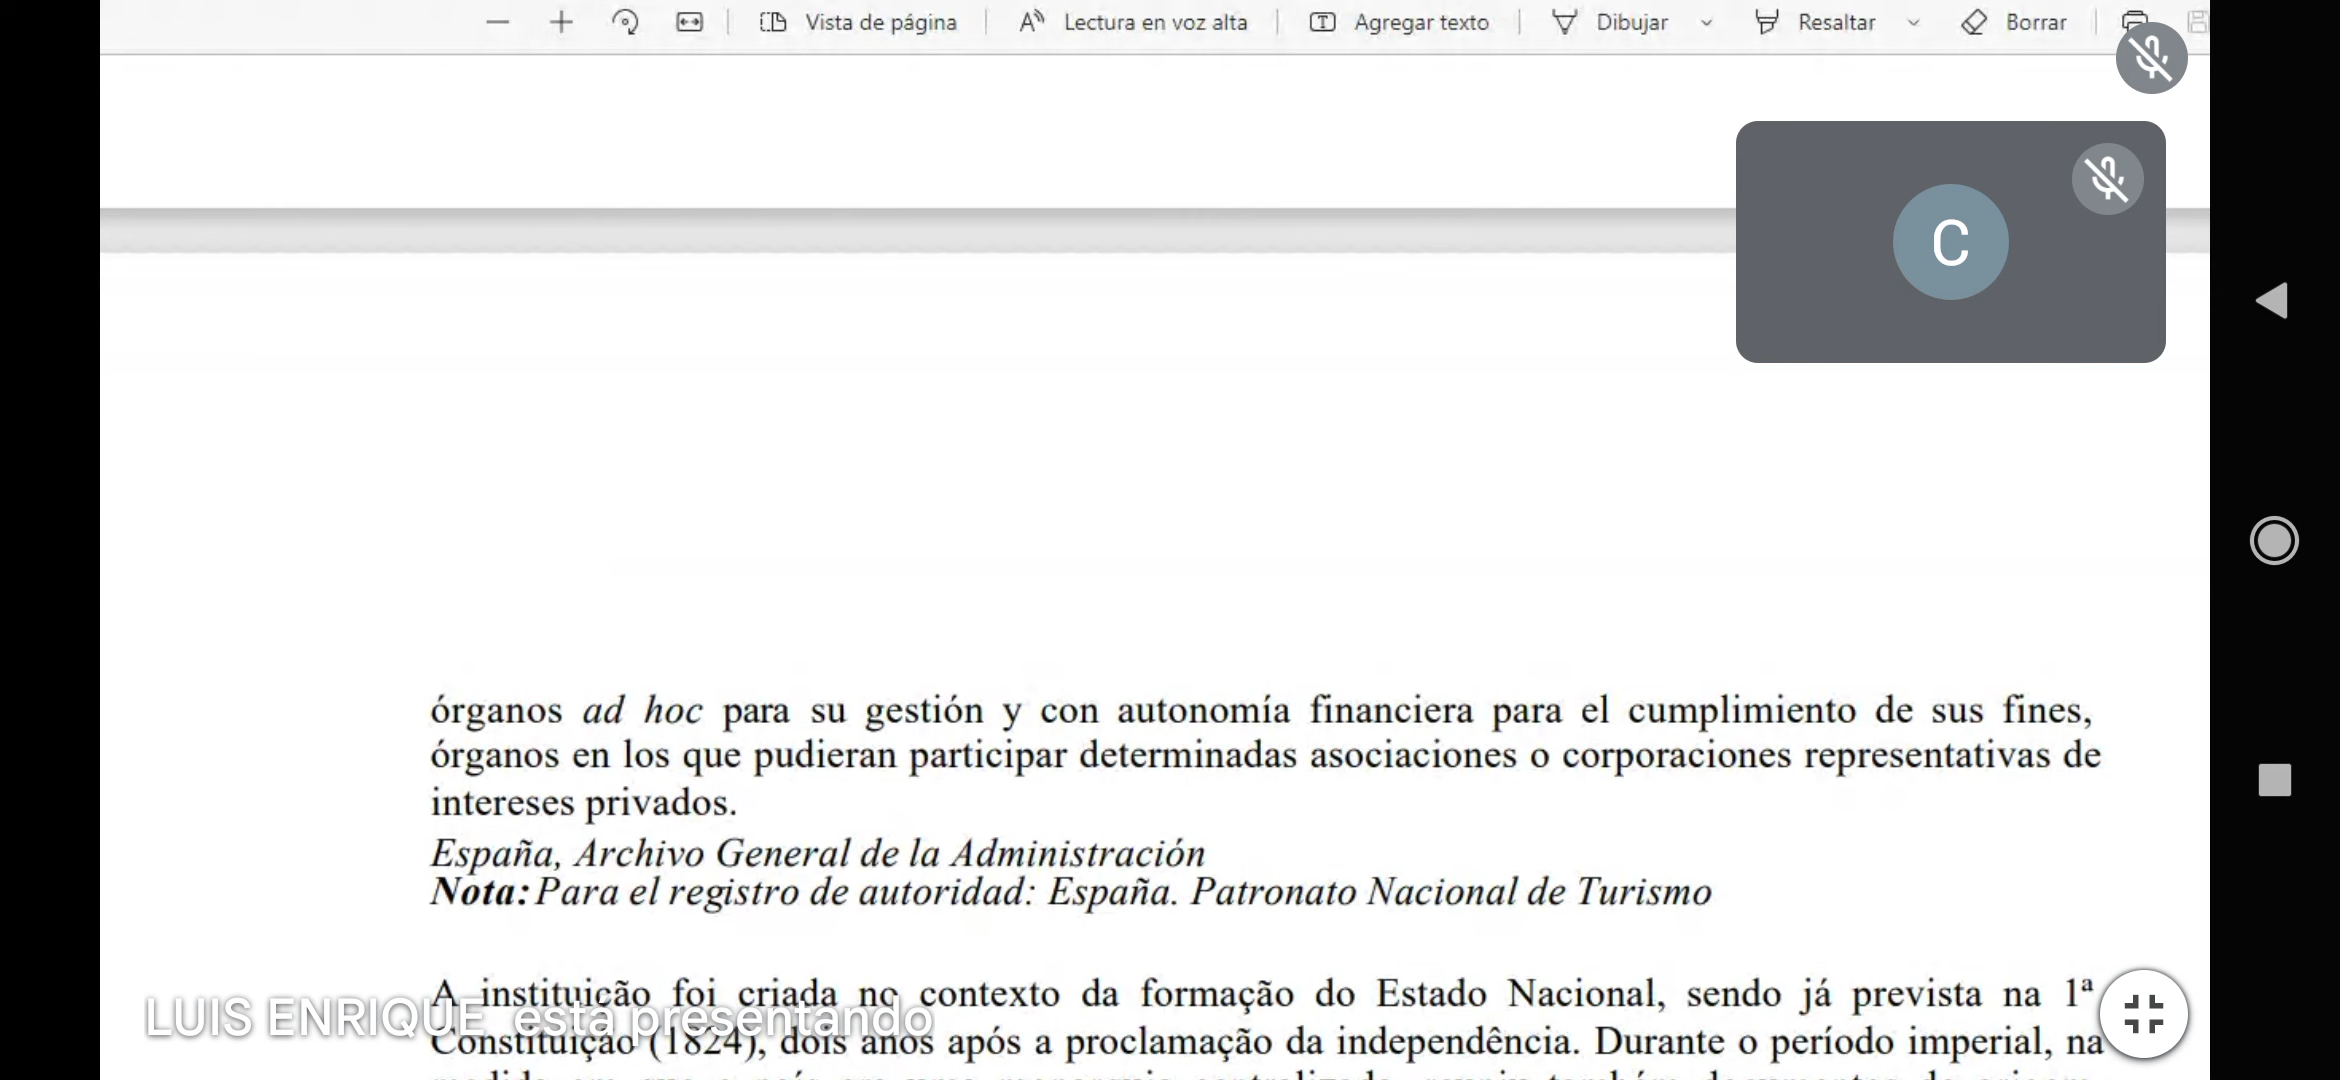 Vista de página
Lectura en voz alta
Agregar texto
Dibujar
Resaltar
Borrar
C
órganos ad hoc para su gestión y con autonomía financiera para el cumplimiento de sus fines,
órganos en los que pudieran participar determinadas asociaciones o corporaciones representativas de
intereses privados.
España, Archivo General de la Administración
Nota: Para el registro de autoridad: España. Patronato Nacional de Turismo
A instituição foi criada no contexto da formação do Estado Nacional, sendo já prevista na 1ª
LUIS ENRIQUE está presentando
Constituição (1824), dois anos após a proclamação da independência. Durante o período imperial, na